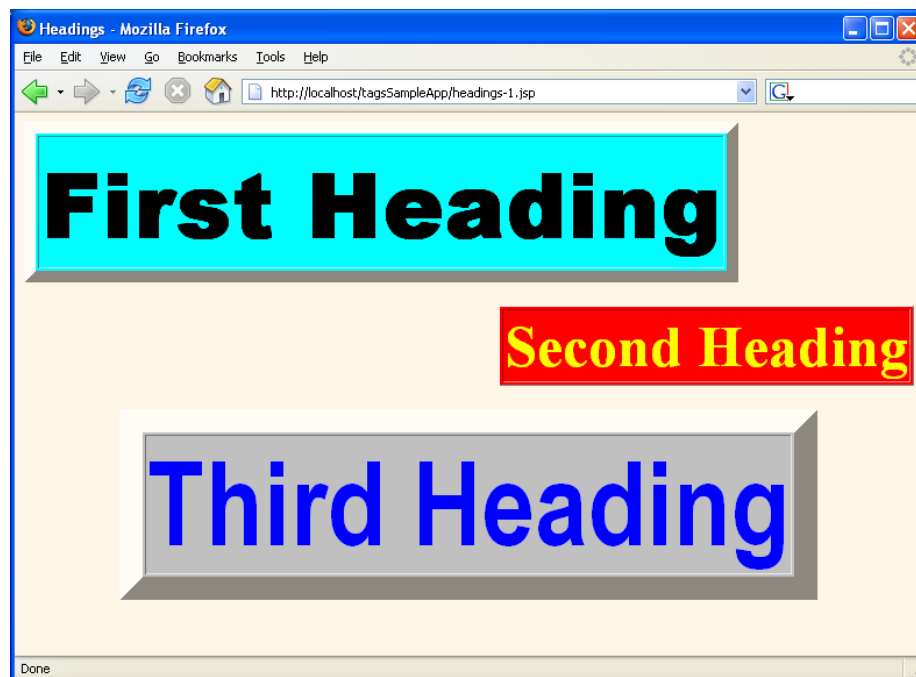 Headings - Mozilla Firefox
File Edit View Go Bookmarks Tools Help
http://localhost/tagsSampleApp/headings-1.jsp G
First Heading
Second Heading
Third Heading
Done